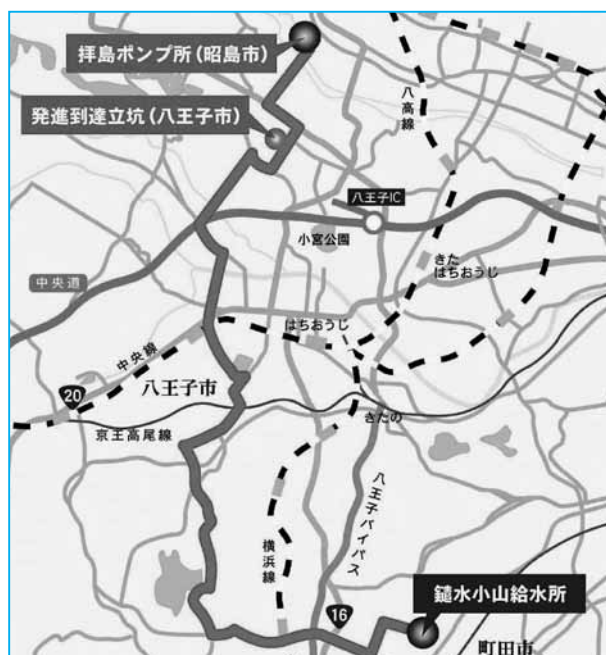 拝島ポンプ所(昭島市)
発進到達立坑(八王子市)
八高線
八王子IC
小宮公園
きた
はちおうじ
中央道
はちおうじ
中央線
20
八王子市
きたの
京王高尾線
八王子バイパス
横浜線
鑓水小山給水所
16
町田市